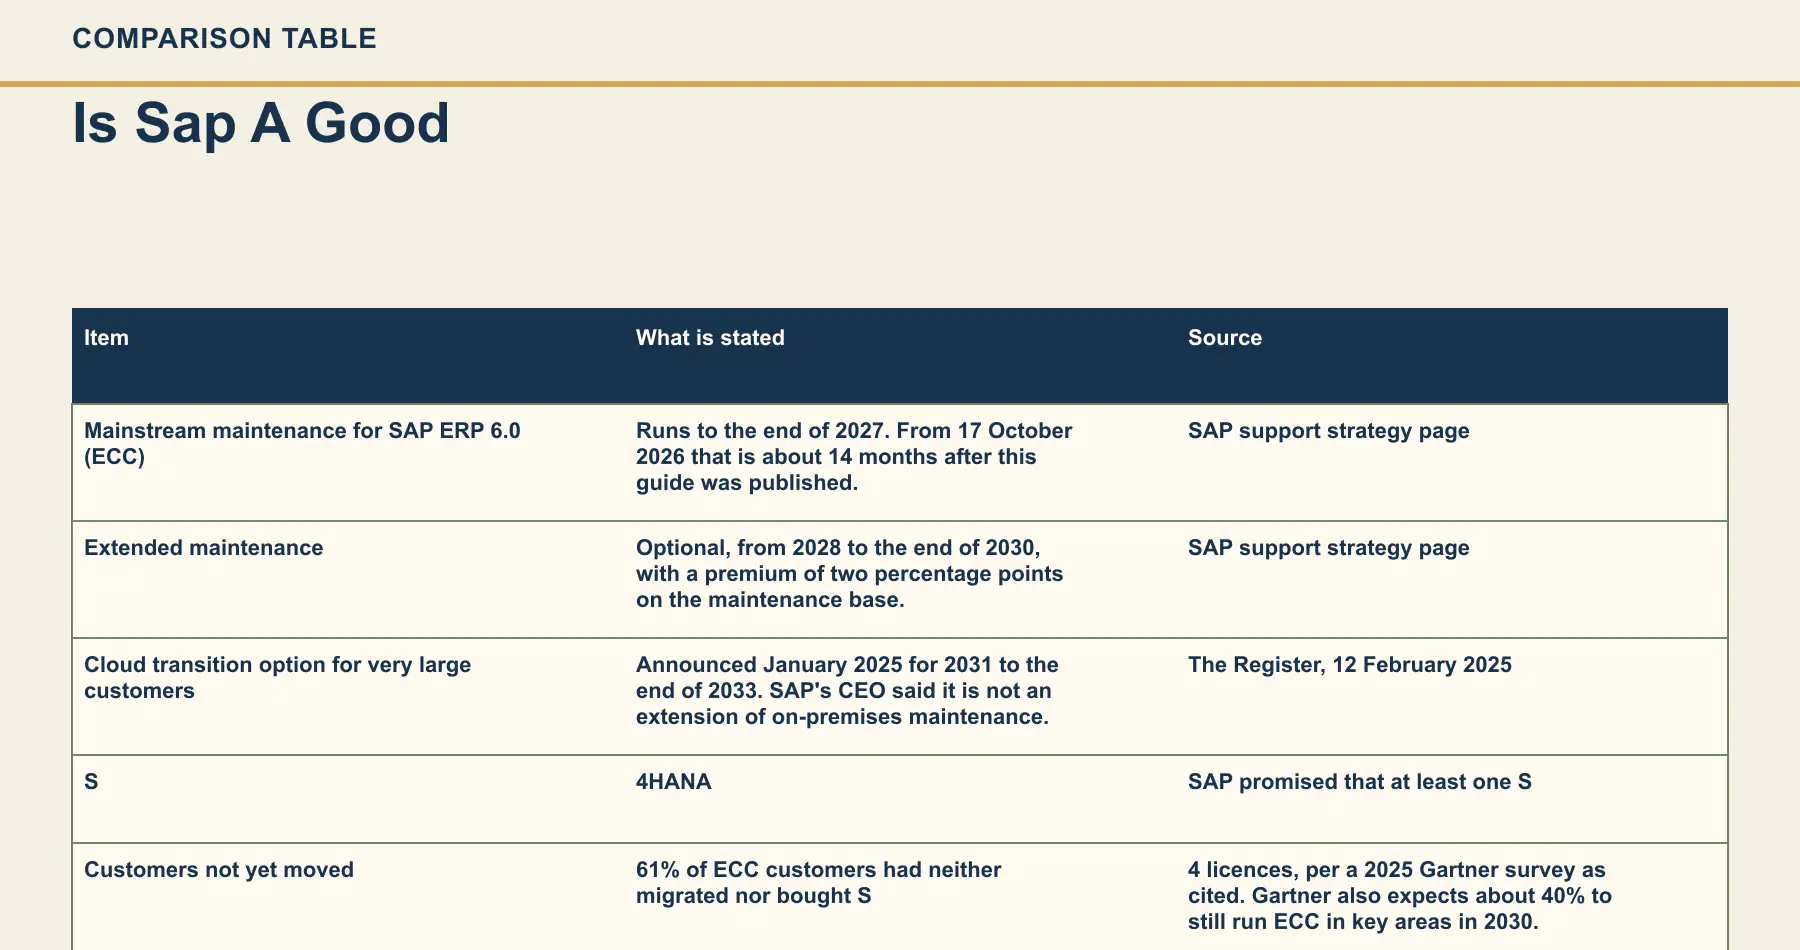 COMPARISON TABLE
Is Sap A Good
Item
What is stated
Source
Mainstream maintenance for SAP ERP 6.0
(ECC)
Runs to the end of 2027. From 17 October
2026 that is about 14 months after this
guide was published.
SAP support strategy page
Extended maintenance
Optional, from 2028 to the end of 2030,
with a premium of two percentage points
on the maintenance base.
SAP support strategy page
Cloud transition option for very large
customers
Announced January 2025 for 2031 to the
end of 2033. SAP's CEO said it is not an
extension of on-premises maintenance.
The Register, 12 February 2025
S
4HANA
SAP promised that at least one S
Customers not yet moved
61% of ECC customers had neither
migrated nor bought S
4 licences, per a 2025 Gartner survey as
cited. Gartner also expects about 40% to
still run ECC in key areas in 2030.